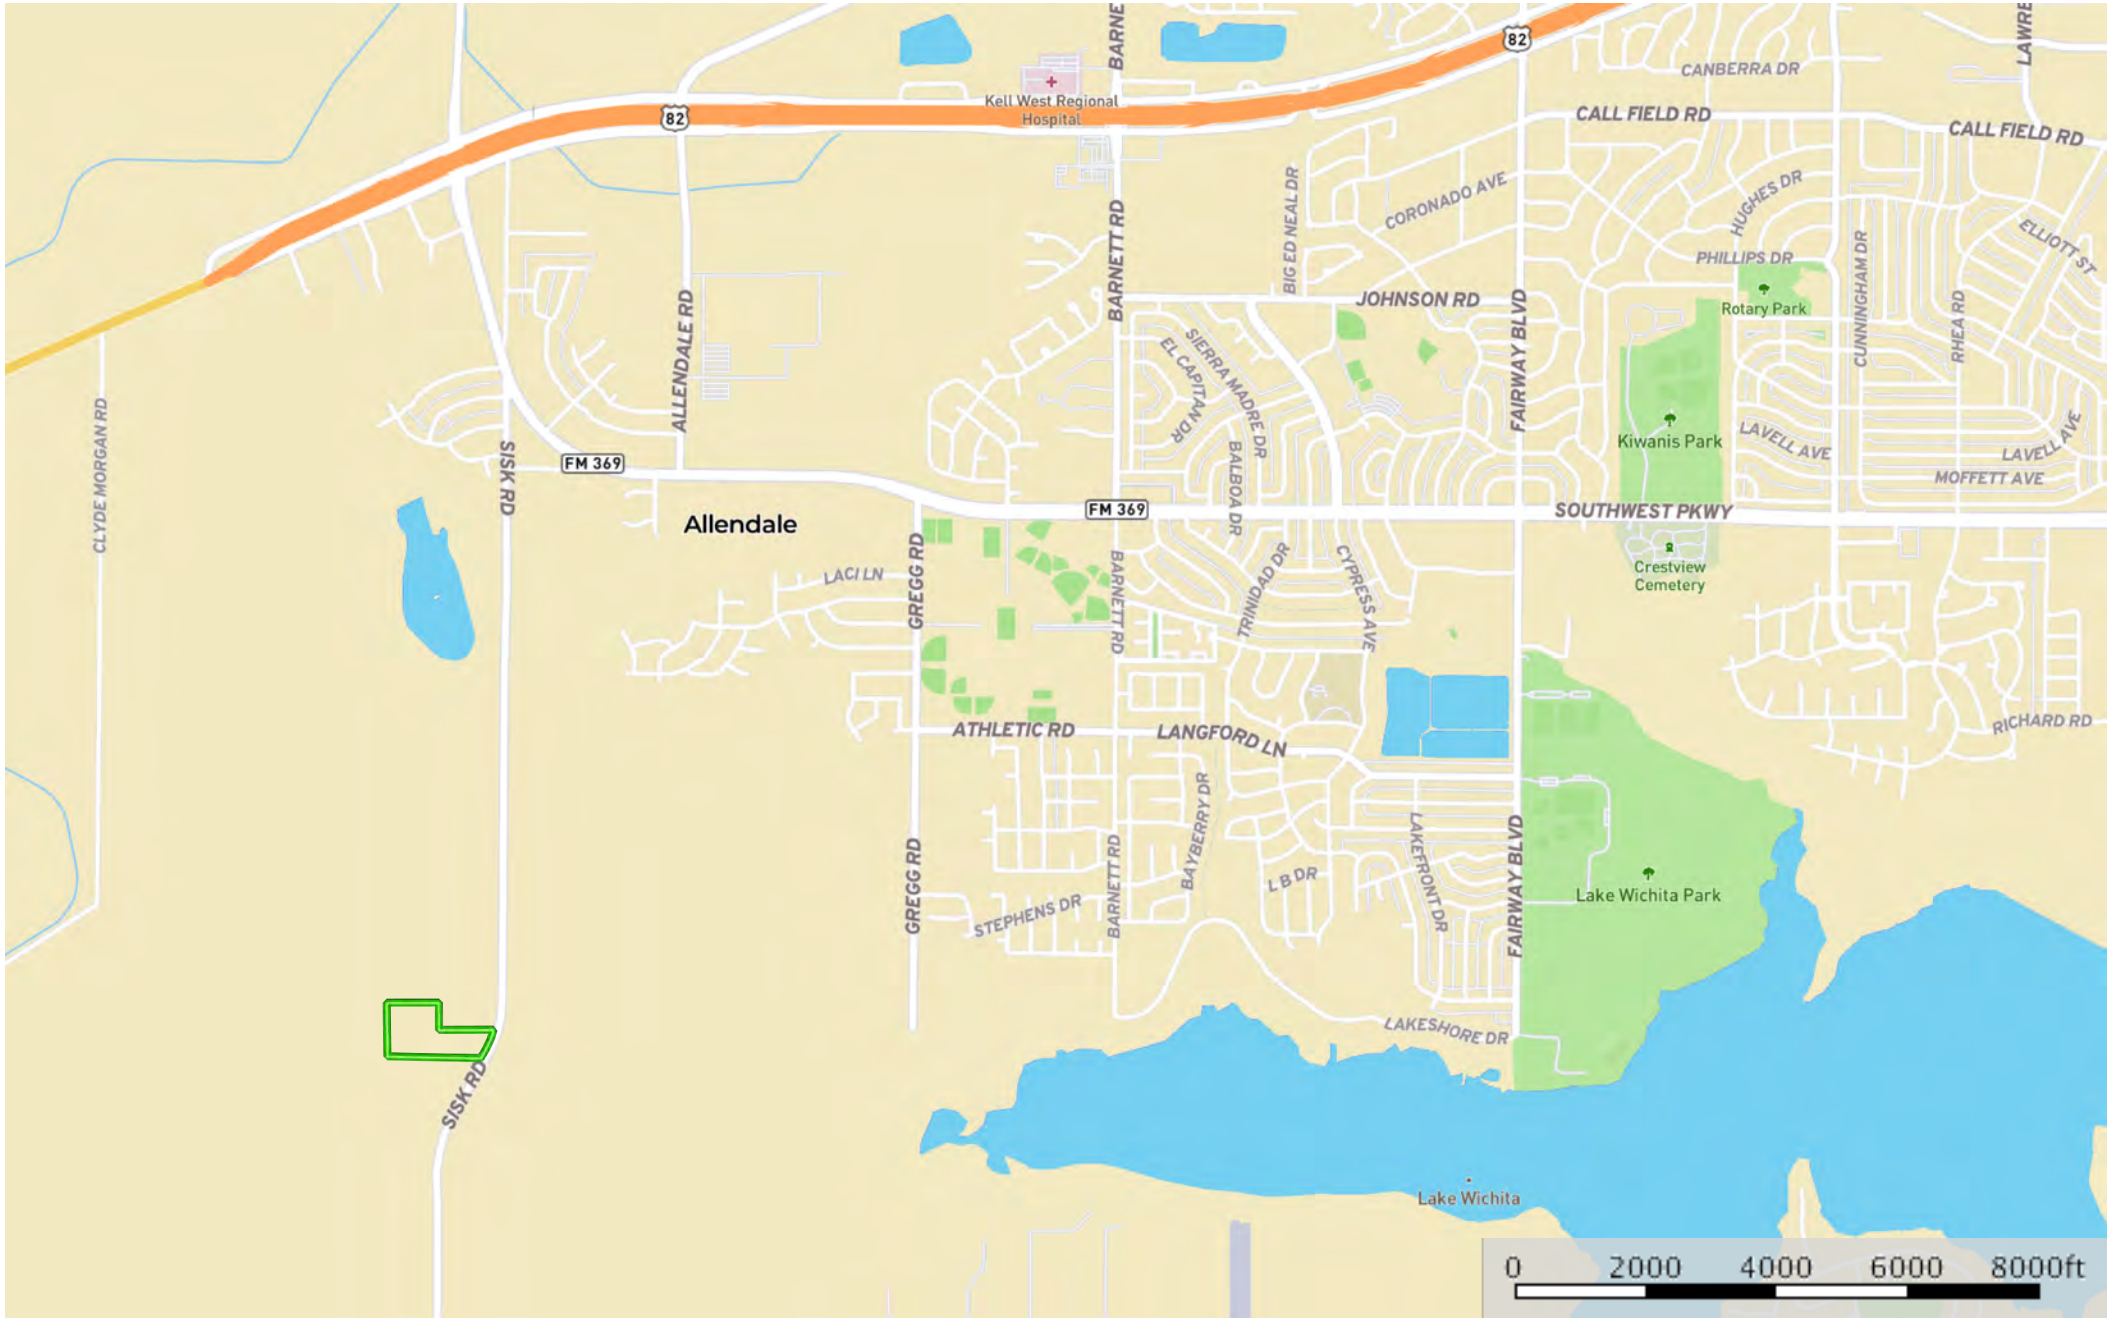 BARNE
LAWRE
82
CANBERRA DR
Kell West Regional
Hospital
82
CALL FIELD RD
CALL FIELD RD
BIG ED NEAL DR
CORONADO AVE
HUGHES DR
ELLIOTT ST
BARNETT RD
PHILLIPS DR
CUNNINGHAM DR
JOHNSON RD
FAIRWAY BLVD
Rotary Park
RHEA RD
ALLENDALE RD
SIERRA MADRE DR
EL CAPITAN DR
CLYDE MORGAN RD
SISK RD
FM 369
BALBOA DR
Kiwanis Park
LAVELL AVE
LAVELL AVE
MOFFETT AVE
FM 369
SOUTHWEST PKWY
Allendale
GREGG RD
LACI LN
BARNETT RD
TRINIDAD DR
CYPRESS AVE
Crestview
Cemetery
ATHLETIC RD
LANGFORD LN
RICHARD RD
BAYBERRY DR
GREGG RD
BARNETT RD
L B DR
LAKEFRONT DR
FAIRWAY BLVD
Lake Wichita Park
STEPHENS DR
LAKESHORE DR
SISK RD
Lake Wichita
0 2000 4000 6000 8000ft